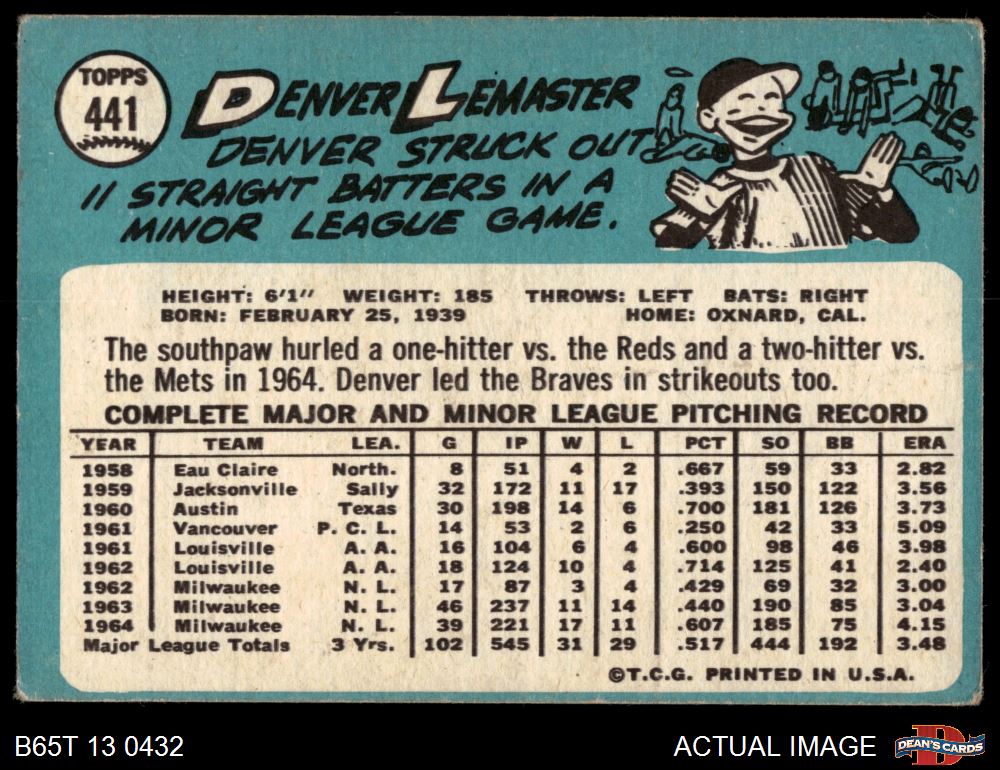 TOPPS
441
DENVER LEMASTER
DENVER STRUCK OUT
11 STRAIGHT BATTERS IN A
MINOR LEAGUE GAME.
HEIGHT: 6'1" WEIGHT: 185 THROWS: LEFT BATS: RIGHT
BORN: FEBRUARY 25, 1939 HOME: OXNARD, CAL.
The southpaw hurled a one-hitter vs. the Reds and a two-hitter vs.
the Mets in 1964. Denver led the Braves in strikeouts too.
COMPLETE MAJOR AND MINOR LEAGUE PITCHING RECORD
YEAR TEAM LEA. G IP W L PCT SO BB ERA
1958 Eau Claire North. 8 51 4 2 .667 59 33 2.82
1959 Jacksonville Sally 32 172 11 17 .393 150 122 3.56
1960 Austin Texas 30 198 14 6 .700 181 126 3.73
1961 Vancouver P. C. L. 14 53 2 6 .250 42 33 5.09
1961 Louisville A. A. 16 104 6 4 .600 98 46 3.98
1962 Louisville A. A. 18 124 10 4 .714 125 41 2.40
1962 Milwaukee N. L. 17 87 3 4 .429 69 32 3.00
1963 Milwaukee N. L. 46 237 11 14 .440 190 85 3.04
1964 Milwaukee N. L. 39 221 17 11 .607 185 75 4.15
Major League Totals 3 Yrs. 102 545 31 29 .517 444 192 3.48
©T.C.G. PRINTED IN U.S.A.
B65T 13 0432
ACTUAL IMAGE
D
DEAN'S CARDS